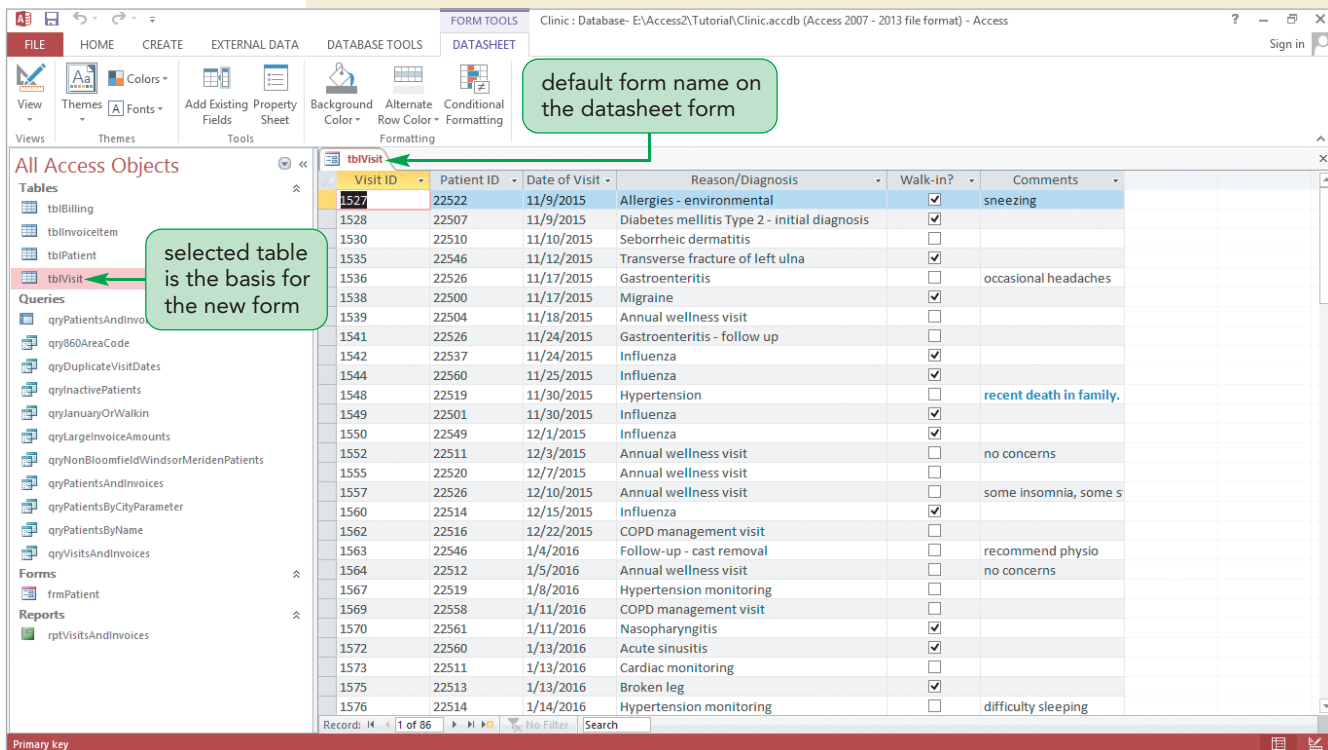 FORM TOOLS
Clinic : Database- E:\Access2\Tutorial\Clinic.accdb (Access 2007 - 2013 file format) - Access
?
FILE HOME CREATE EXTERNAL DATA DATABASE TOOLS DATASHEET
Sign in
View
Themes
Aa
Colors
A Fonts
Add Existing Fields
Property Sheet
Background Color
Alternate Row Color
Conditional Formatting
Views Themes Tools Formatting
default form name on
the datasheet form
All Access Objects
Tables
tblBilling
tblInvoiceItem
tblPatient
tblVisit
selected table
is the basis for
the new form
Queries
qryPatientsAndInvo
qry860AreaCode
qryDuplicateVisitDates
qryInactivePatients
qryJanuaryOrWalkin
qryLargeInvoiceAmounts
qryNonBloomfieldWindsorMeridenPatients
qryPatientsAndInvoices
qryPatientsByCityParameter
qryPatientsByName
qryVisitsAndInvoices
Forms
frmPatient
Reports
rptVisitsAndInvoices
tblVisit
Visit ID Patient ID Date of Visit Reason/Diagnosis Walk-in? Comments
1527 22522 11/9/2015 Allergies - environmental sneezing
1528 22507 11/9/2015 Diabetes mellitis Type 2 - initial diagnosis
1530 22510 11/10/2015 Seborrheic dermatitis
1535 22546 11/12/2015 Transverse fracture of left ulna
1536 22526 11/17/2015 Gastroenteritis occasional headaches
1538 22500 11/17/2015 Migraine
1539 22504 11/18/2015 Annual wellness visit
1541 22526 11/24/2015 Gastroenteritis - follow up
1542 22537 11/24/2015 Influenza
1544 22560 11/25/2015 Influenza
1548 22519 11/30/2015 Hypertension recent death in family.
1549 22501 11/30/2015 Influenza
1550 22549 12/1/2015 Influenza
1552 22511 12/3/2015 Annual wellness visit no concerns
1555 22520 12/7/2015 Annual wellness visit
1557 22526 12/10/2015 Annual wellness visit some insomnia, some s
1560 22514 12/15/2015 Influenza
1562 22516 12/22/2015 COPD management visit
1563 22546 1/4/2016 Follow-up - cast removal recommend physio
1564 22512 1/5/2016 Annual wellness visit no concerns
1567 22519 1/8/2016 Hypertension monitoring
1569 22558 1/11/2016 COPD management visit
1570 22561 1/11/2016 Nasopharyngitis
1572 22560 1/13/2016 Acute sinusitis
1573 22511 1/13/2016 Cardiac monitoring
1575 22513 1/13/2016 Broken leg
1576 22514 1/14/2016 Hypertension monitoring difficulty sleeping
Record: 1 of 86 No Filter Search
Primary key